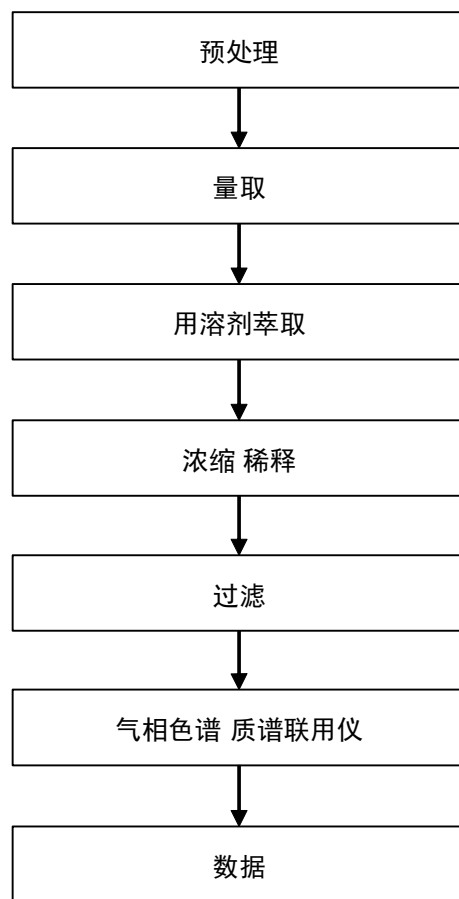 预处理
量取
用溶剂萃取
浓缩 稀释
过滤
气相色谱 质谱联用仪
数据